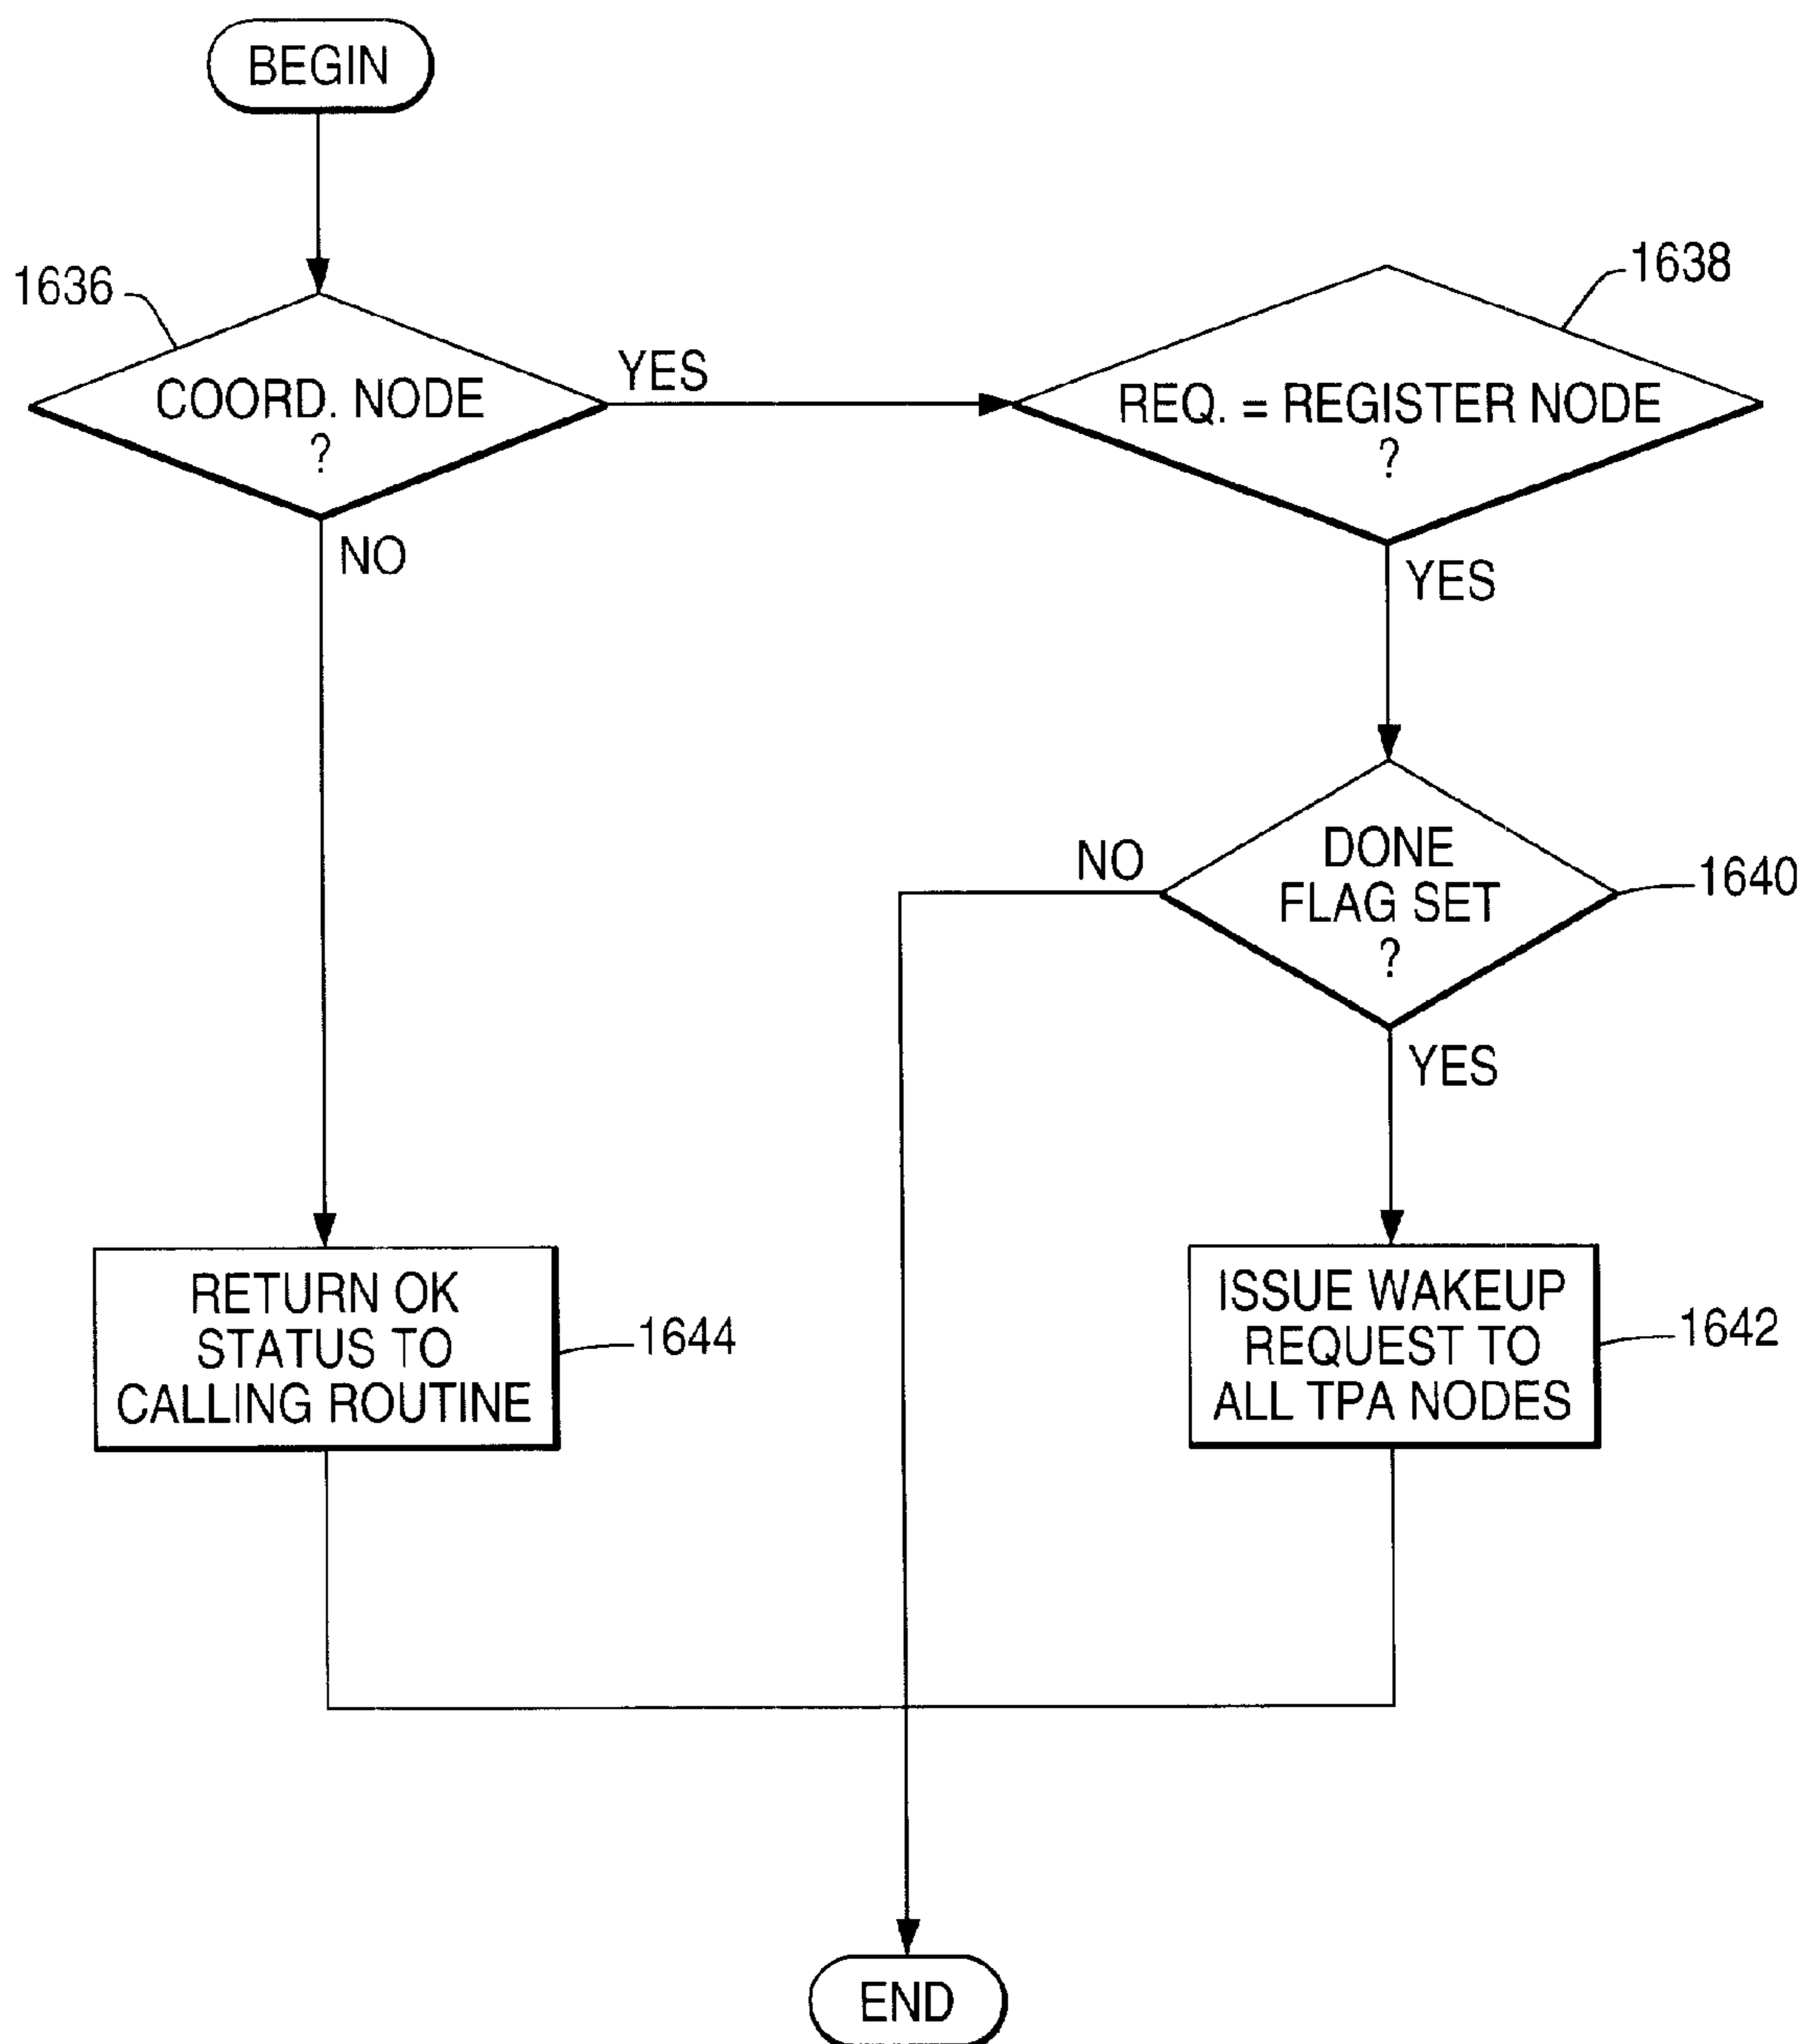 BEGIN
1636
COORD. NODE
?
YES
NO
1638
REQ. = REGISTER NODE
?
YES
DONE
FLAG SET
?
1640
NO
YES
RETURN OK
STATUS TO
CALLING ROUTINE
1644
ISSUE WAKEUP
REQUEST TO
ALL TPA NODES
1642
END